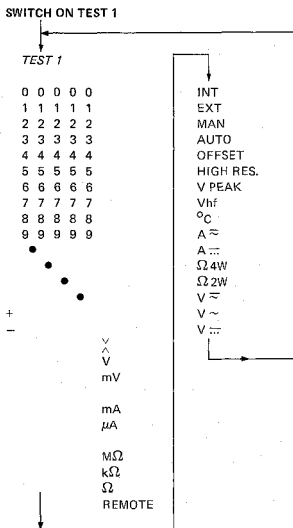 SWITCH ON TEST 1
TEST 1
0 0 0 0 0
1 1 1 1 1
2 2 2 2 2
3 3 3 3 3
4 4 4 4 4
5 5 5 5 5
6 6 6 6 6
7 7 7 7 7
8 8 8 8 8
9 9 9 9 9
+
−
>
<
V
mV
mA
μA
MΩ
kΩ
Ω
REMOTE
INT
EXT
MAN
AUTO
OFFSET
HIGH RES.
V PEAK
Vhf
°C
A ⩬
A ⎓
Ω 4W
Ω 2W
V ⩬
V ~
V ⎓